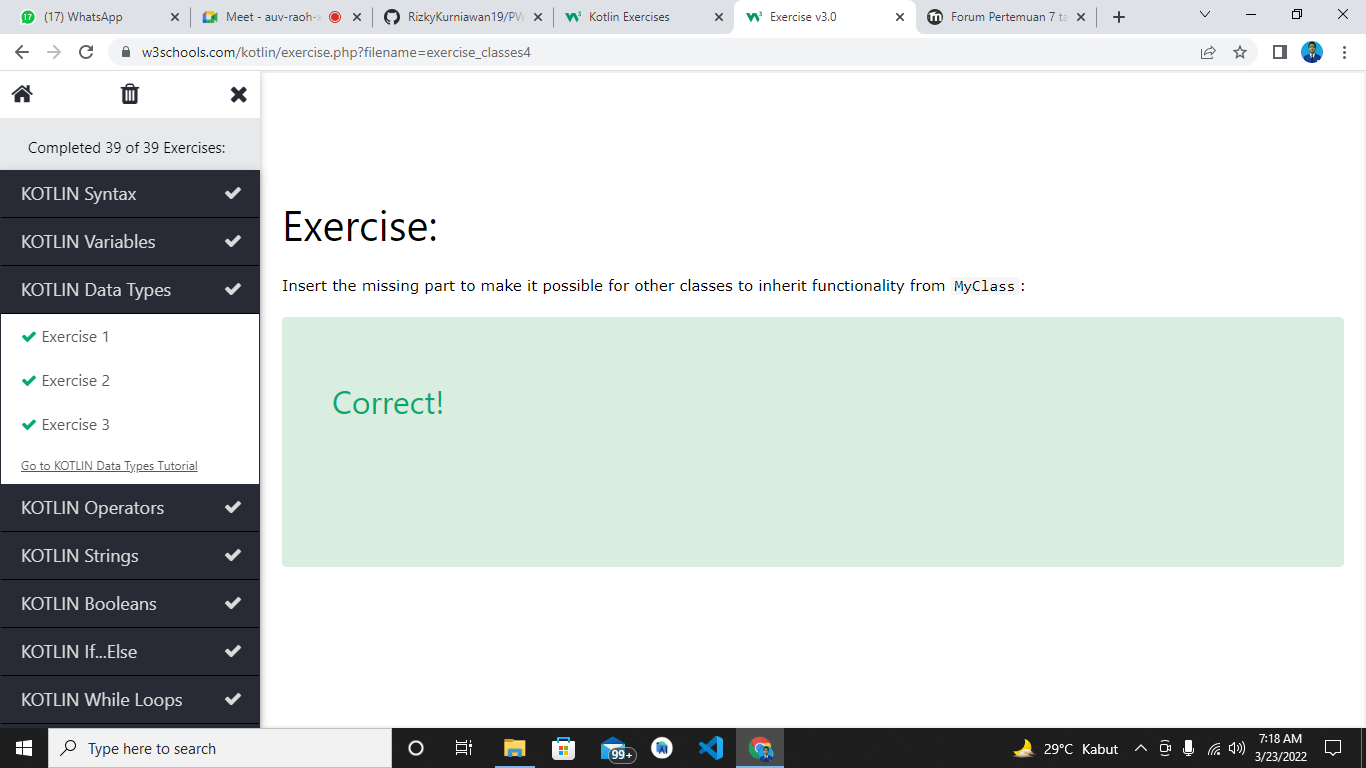 (17) WhatsApp
Meet - auv-raoh-x
RizkyKurniawan19/PW
Kotlin Exercises
Exercise v3.0
Forum Pertemuan 7 ta
w3schools.com/kotlin/exercise.php?filename=exercise_classes4
Completed 39 of 39 Exercises:
KOTLIN Syntax
KOTLIN Variables
KOTLIN Data Types
Exercise 1
Exercise 2
Exercise 3
Go to KOTLIN Data Types Tutorial
KOTLIN Operators
KOTLIN Strings
KOTLIN Booleans
KOTLIN If...Else
KOTLIN While Loops
Exercise:
Insert the missing part to make it possible for other classes to inherit functionality from MyClass:
Correct!
Type here to search
99+
29°C Kabut
7:18 AM
3/23/2022